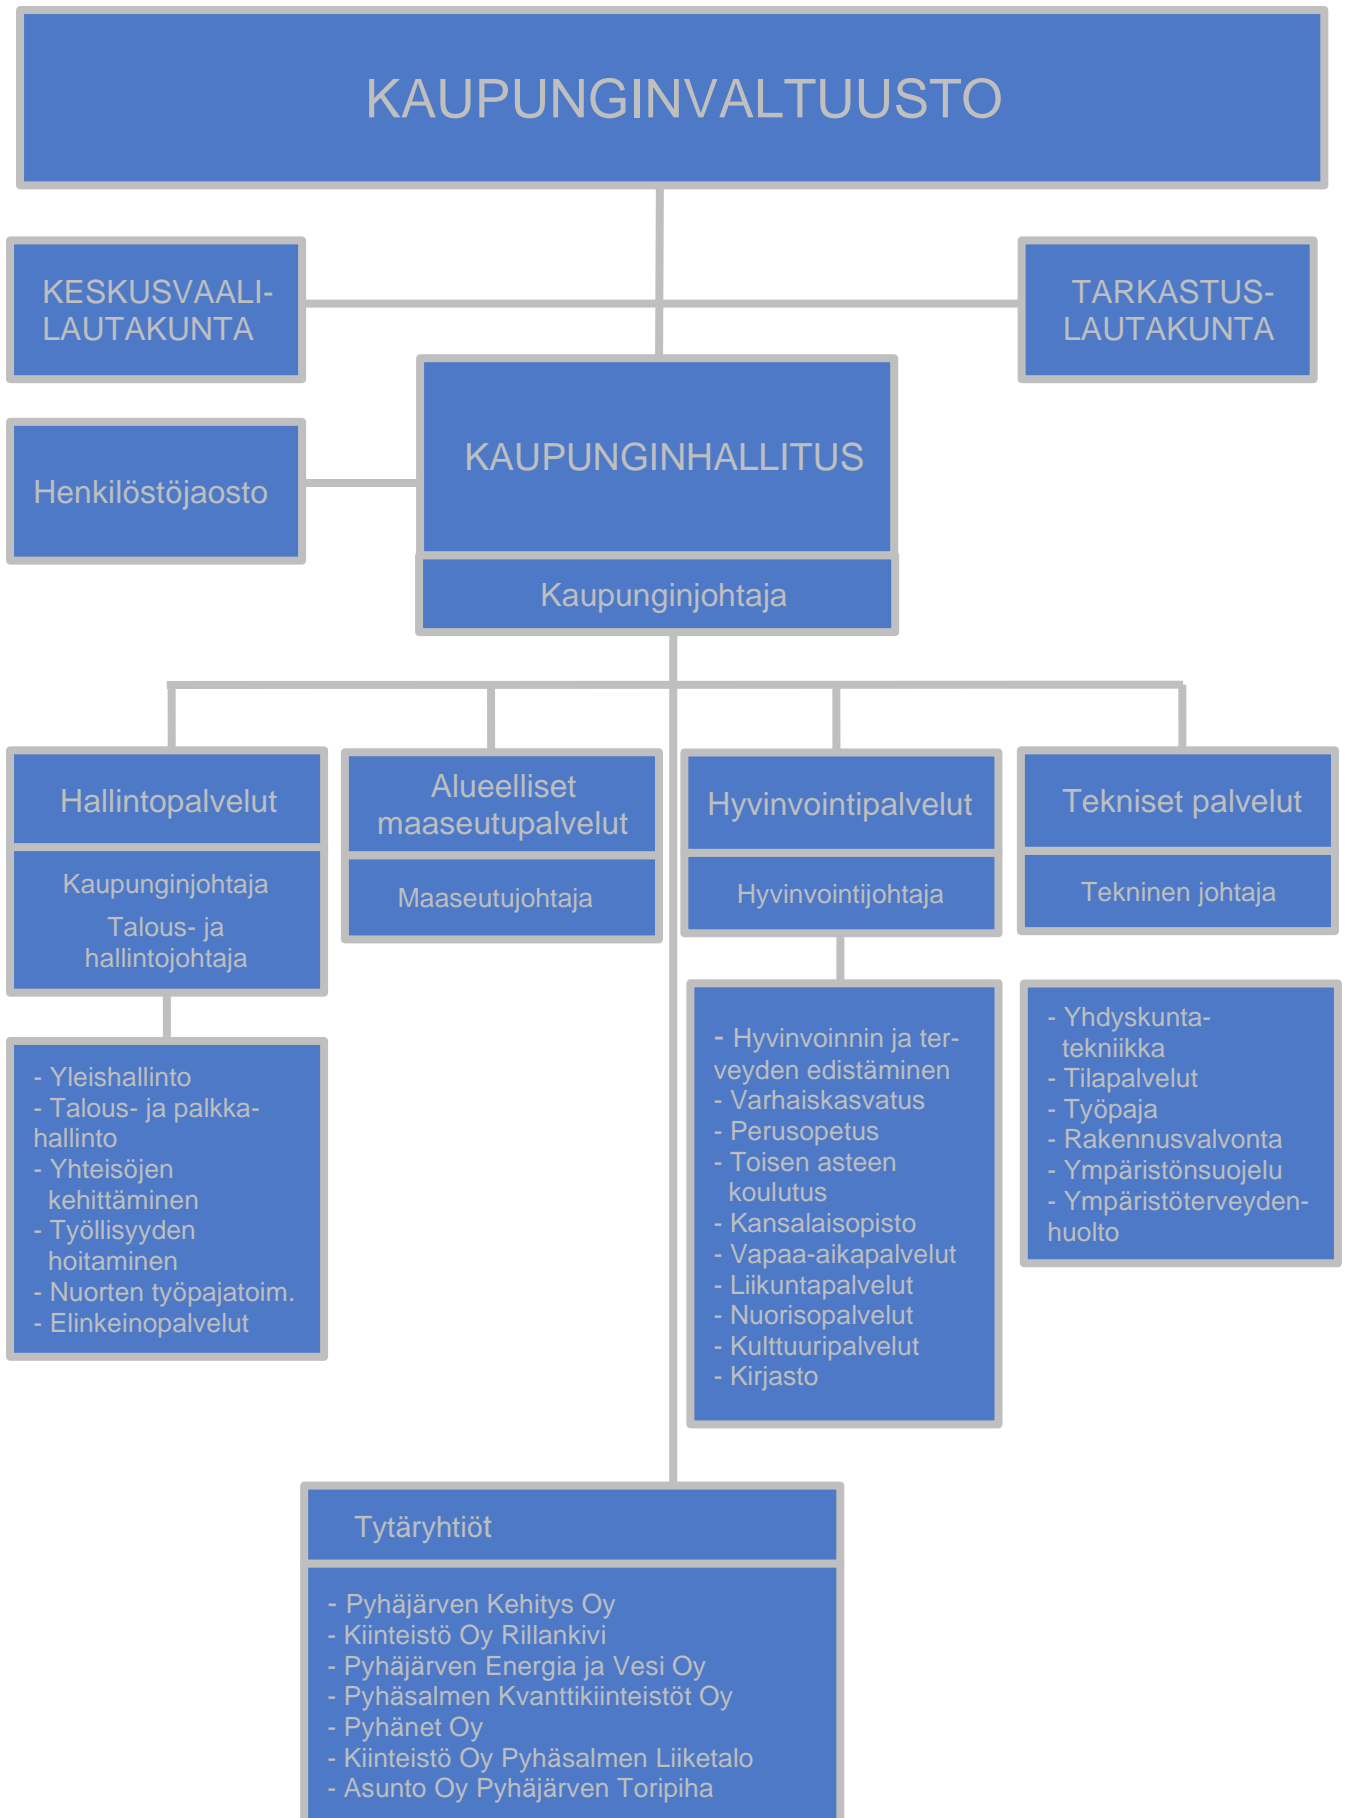 KAUPUNGINVALTUUSTO
KESKUSVAALI-
LAUTAKUNTA
TARKASTUS-
LAUTAKUNTA
KAUPUNGINHALLITUS
Henkilöstöjaosto
Kaupunginjohtaja
Hallintopalvelut
Kaupunginjohtaja
Talous- ja
hallintojohtaja
- Yleishallinto
- Talous- ja palkka-
hallinto
- Yhteisöjen
kehittäminen
- Työllisyyden
hoitaminen
- Nuorten työpajatoim.
- Elinkeinopalvelut
Alueelliset
maaseutupalvelut
Maaseutujohtaja
Hyvinvointipalvelut
Hyvinvointijohtaja
- Hyvinvoinnin ja ter-
veyden edistäminen
- Varhaiskasvatus
- Perusopetus
- Toisen asteen
koulutus
- Kansalaisopisto
- Vapaa-aikapalvelut
- Liikuntapalvelut
- Nuorisopalvelut
- Kulttuuripalvelut
- Kirjasto
Tekniset palvelut
Tekninen johtaja
- Yhdyskunta-
tekniikka
- Tilapalvelut
- Työpaja
- Rakennusvalvonta
- Ympäristönsuojelu
- Ympäristöterveyden-
huolto
Tytäryhtiöt
- Pyhäjärven Kehitys Oy
- Kiinteistö Oy Rillankivi
- Pyhäjärven Energia ja Vesi Oy
- Pyhäsalmen Kvanttikiinteistöt Oy
- Pyhänet Oy
- Kiinteistö Oy Pyhäsalmen Liiketalo
- Asunto Oy Pyhäjärven Toripiha